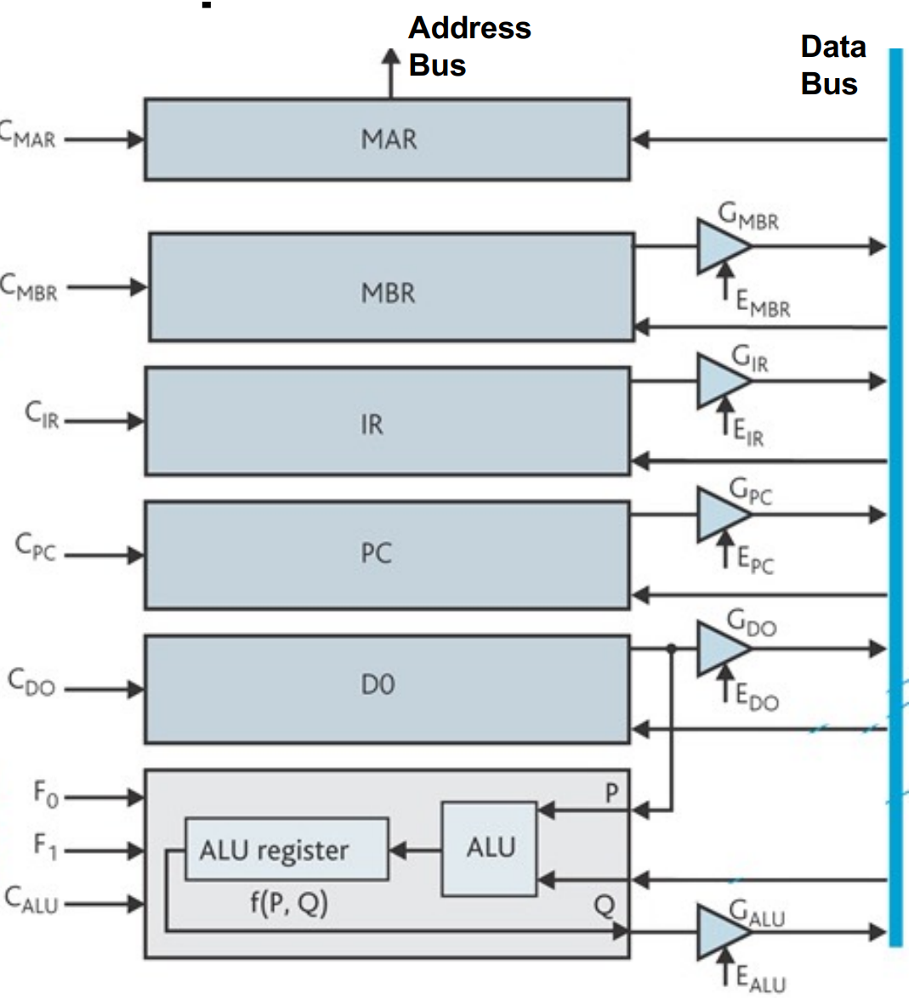 Address
Bus
Data
Bus
CMAR
MAR
GMBR
CMBR
MBR
EMBR
GIR
CIR
IR
EIR
GPC
CPC
PC
EPC
GDO
CDO
D0
EDO
F0
P
F1
ALU register
ALU
CALU
f(P, Q)
Q
GALU
EALU